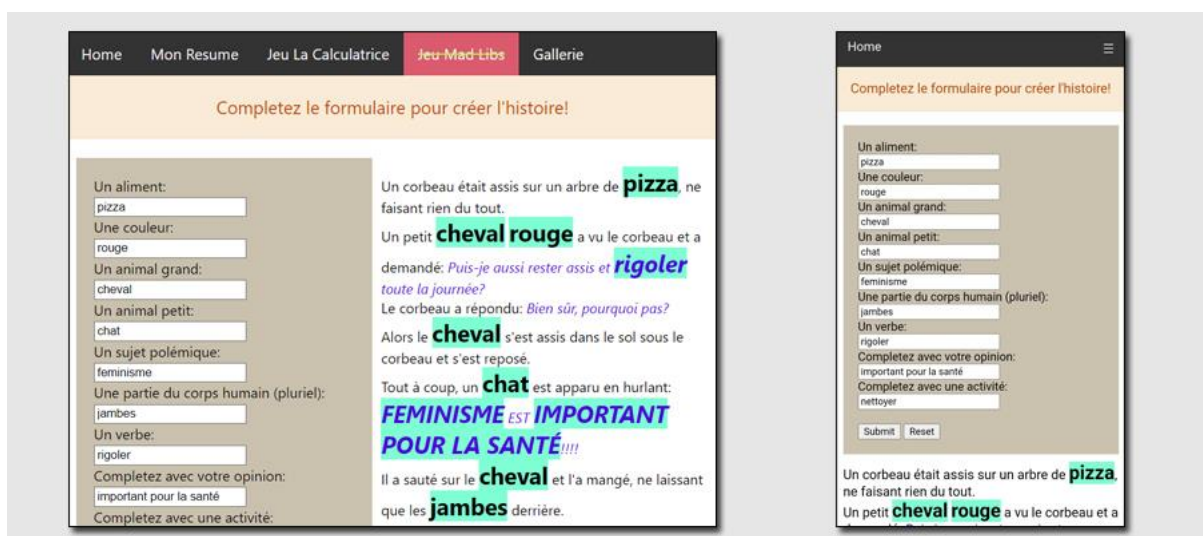 Home Mon Resume Jeu La Calculatrice Jeu Mad Libs Gallerie
Completez le formulaire pour créer l'histoire!
Un aliment:
pizza
Une couleur:
rouge
Un animal grand:
cheval
Un animal petit:
chat
Un sujet polémique:
feminisme
Une partie du corps humain (pluriel):
jambes
Un verbe:
rigoler
Completez avec votre opinion:
important pour la santé
Completez avec une activité:
Un corbeau était assis sur un arbre de pizza, ne
faisant rien du tout.
Un petit cheval rouge a vu le corbeau et a
demandé: Puis-je aussi rester assis et rigoler
toute la journée?
Le corbeau a répondu: Bien sûr, pourquoi pas?
Alors le cheval s'est assis dans le sol sous le
corbeau et s'est reposé.
Tout à coup, un chat est apparu en hurlant:
FEMINISME EST IMPORTANT
POUR LA SANTÉ!!!!
Il a sauté sur le cheval et l'a mangé, ne laissant
que les jambes derrière.
Home ☰
Completez le formulaire pour créer l'histoire!
Un aliment:
pizza
Une couleur:
rouge
Un animal grand:
cheval
Un animal petit:
chat
Un sujet polémique:
feminisme
Une partie du corps humain (pluriel):
jambes
Un verbe:
rigoler
Completez avec votre opinion:
important pour la santé
Completez avec une activité:
nettoyer
Submit Reset
Un corbeau était assis sur un arbre de pizza,
ne faisant rien du tout.
Un petit cheval rouge a vu le corbeau et a